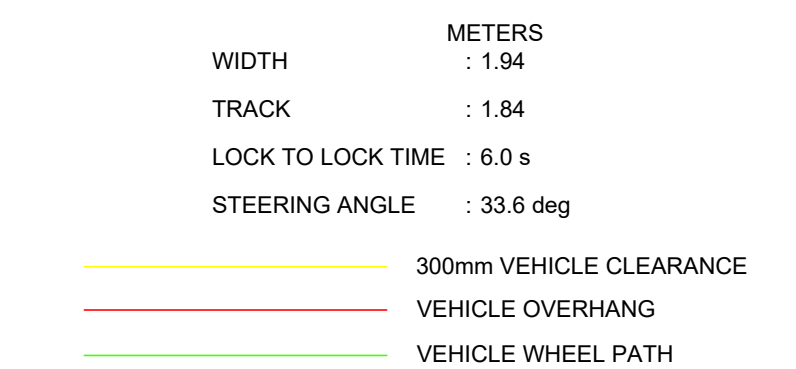 METERS
WIDTH : 1.94
TRACK : 1.84
LOCK TO LOCK TIME : 6.0 s
STEERING ANGLE : 33.6 deg
300mm VEHICLE CLEARANCE
VEHICLE OVERHANG
VEHICLE WHEEL PATH